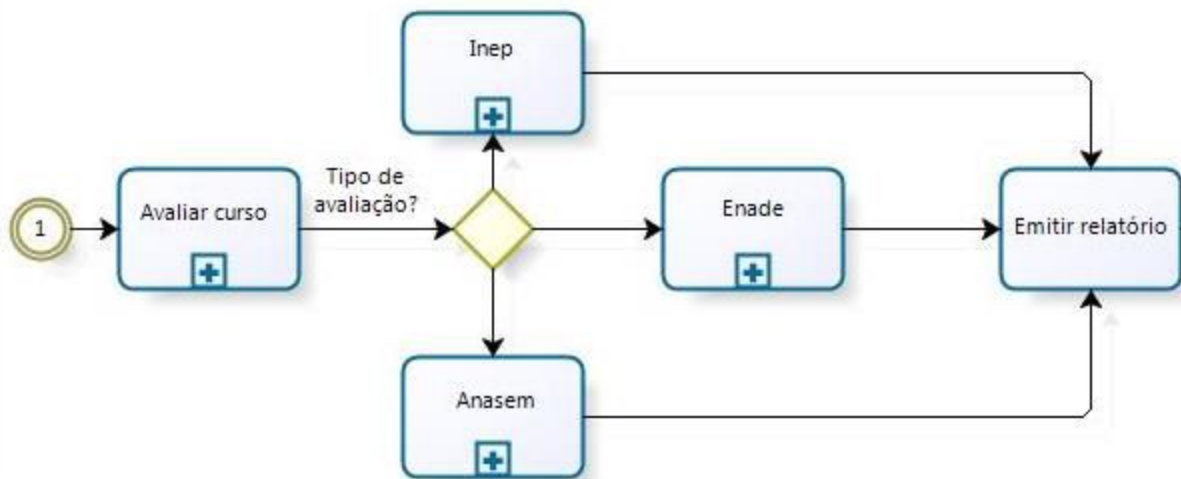 Inep
1
Avaliar curso
Tipo de
avaliação?
Enade
Emitir relatório
Anasem